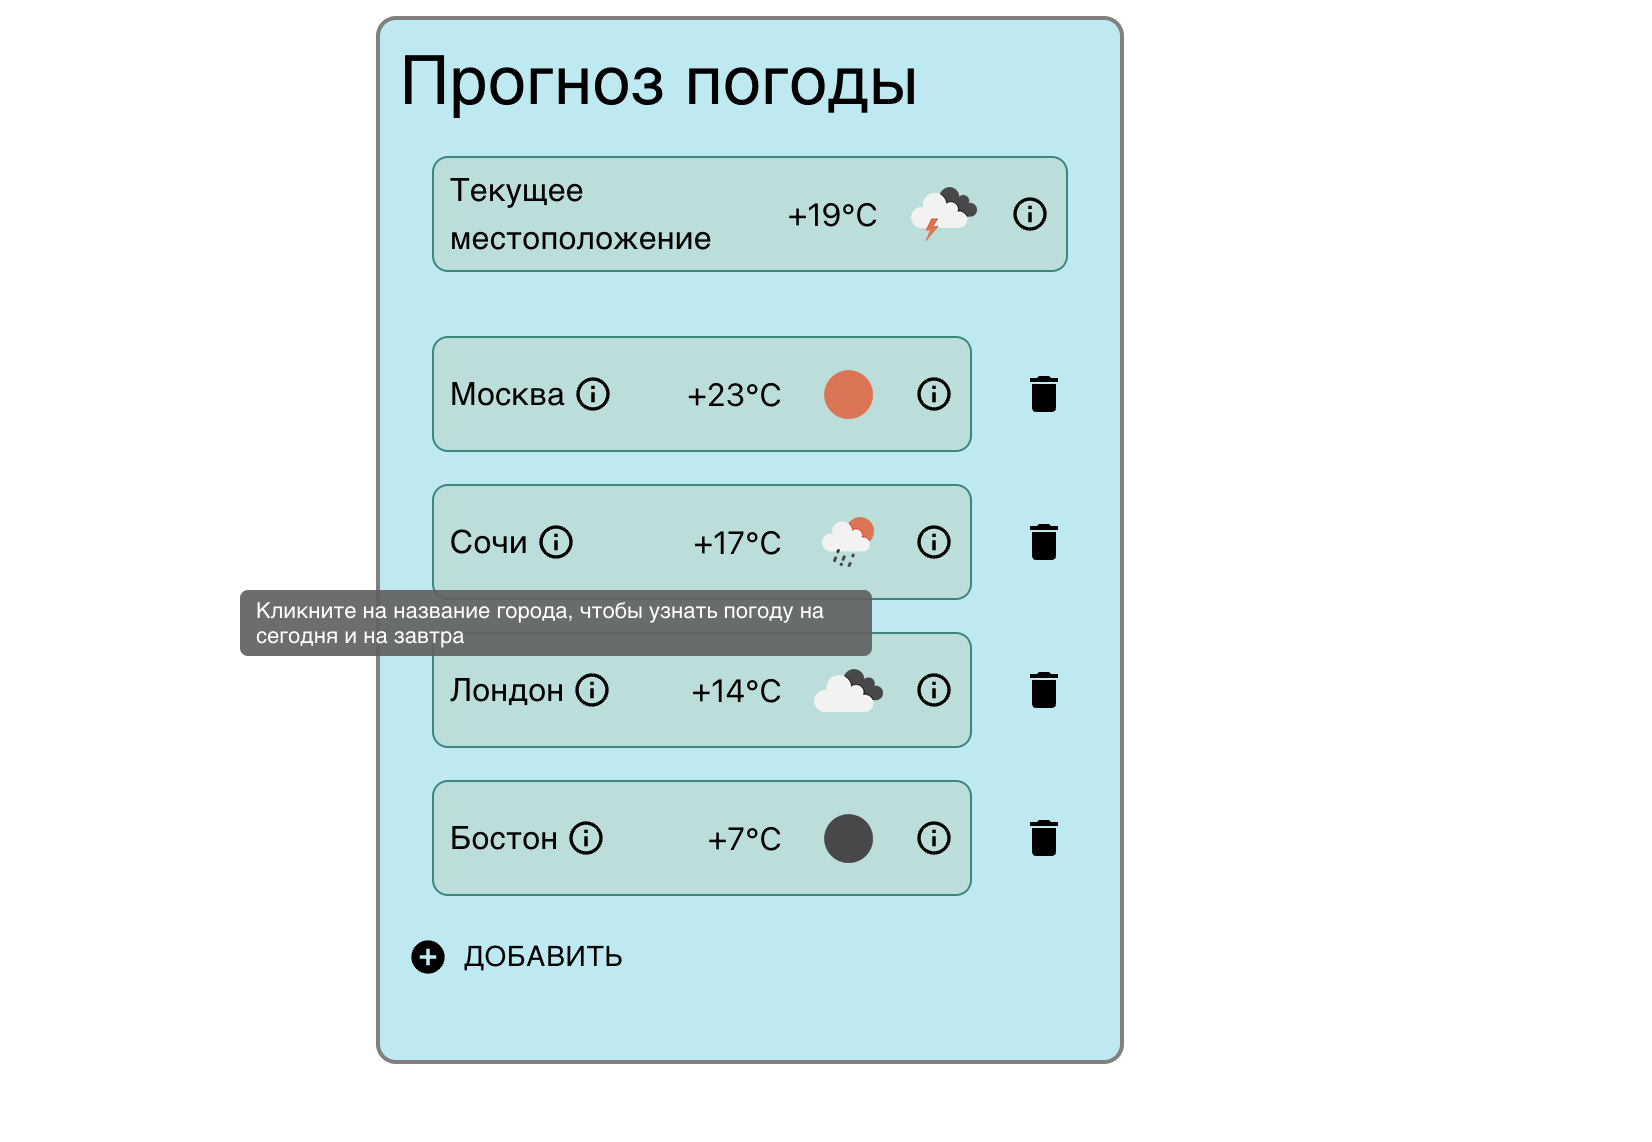 Прогноз погоды
Текущее
местоположение
+19°C
Москва
+23°C
Сочи
+17°C
Кликните на название города, чтобы узнать погоду на
сегодня и на завтра
Лондон
+14°C
Бостон
+7°C
ДОБАВИТЬ